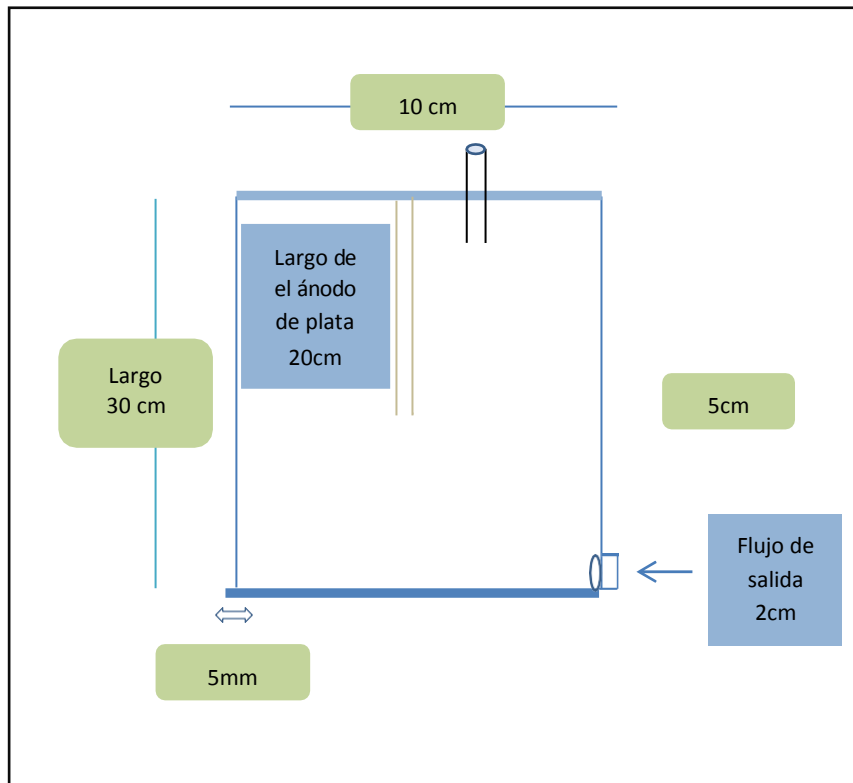 10 cm
Largo de
el ánodo
de plata
20cm
Largo
30 cm
5cm
Flujo de
salida
2cm
5mm